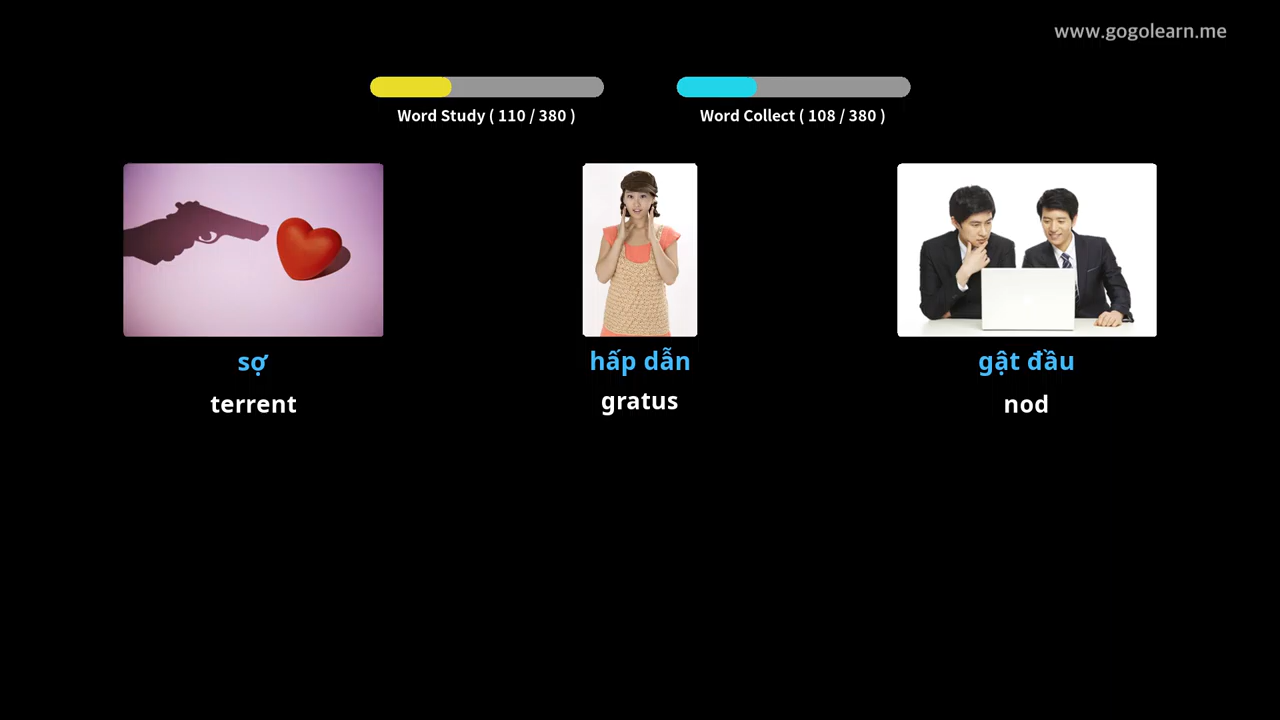 www.gogolearn.me
Word Study ( 110 / 380 )
Word Collect ( 108 / 380 )
sợ
hấp dẫn
gật đầu
terrent
gratus
nod